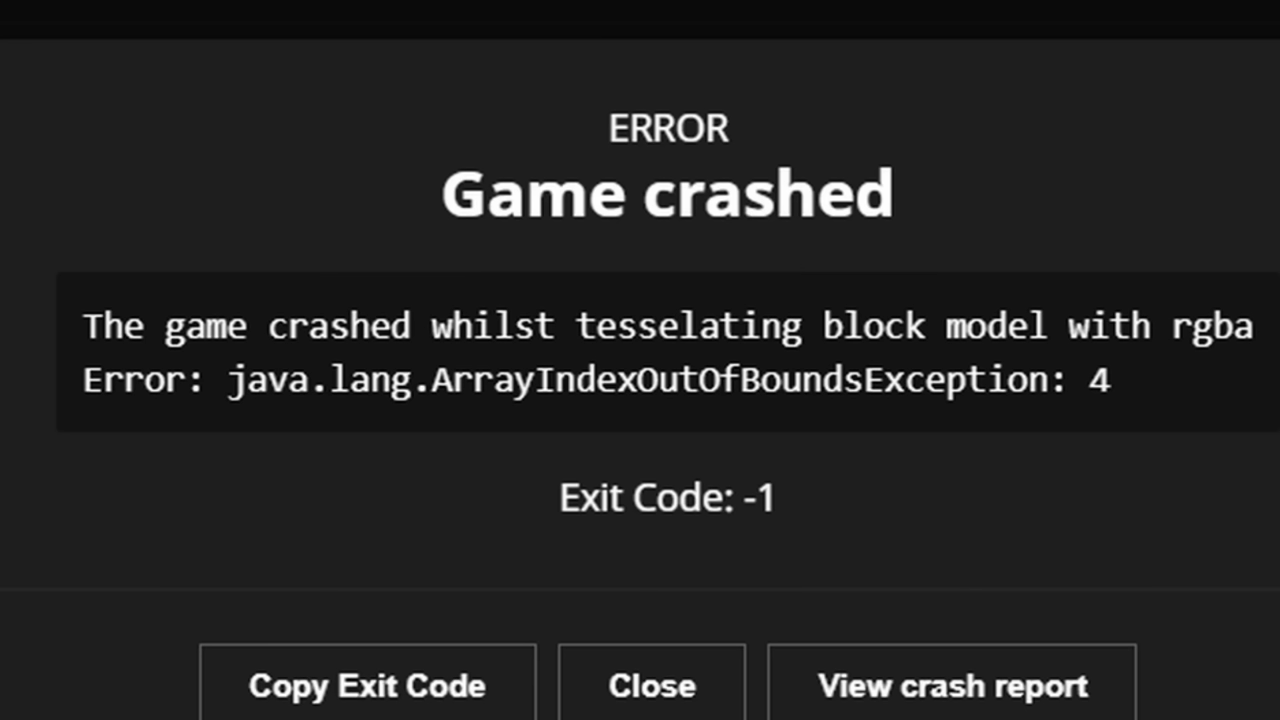 ERROR
Game crashed
The game crashed whilst tesselating block model with rgba
Error: java.lang.ArrayIndexOutOfBoundsException: 4
Exit Code: -1
Copy Exit Code
Close
View crash report